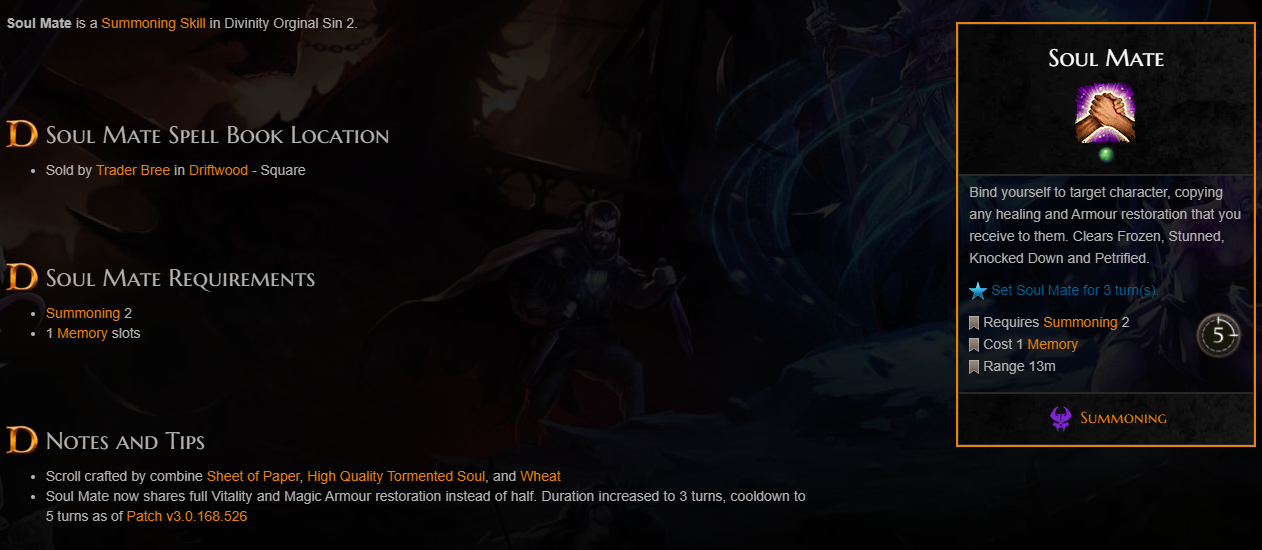 Soul Mate is a Summoning Skill in Divinity Orginal Sin 2.
Soul Mate Spell Book Location
Sold by Trader Bree in Driftwood - Square
Soul Mate Requirements
Summoning 2
1 Memory slots
Notes and Tips
Scroll crafted by combine Sheet of Paper, High Quality Tormented Soul, and Wheat
Soul Mate now shares full Vitality and Magic Armour restoration instead of half. Duration increased to 3 turns, cooldown to
5 turns as of Patch v3.0.168.526
Soul Mate
Bind yourself to target character, copying
any healing and Armour restoration that you
receive to them. Clears Frozen, Stunned,
Knocked Down and Petrified.
Set Soul Mate for 3 turn(s).
Requires Summoning 2
Cost 1 Memory
Range 13m
5
Summoning